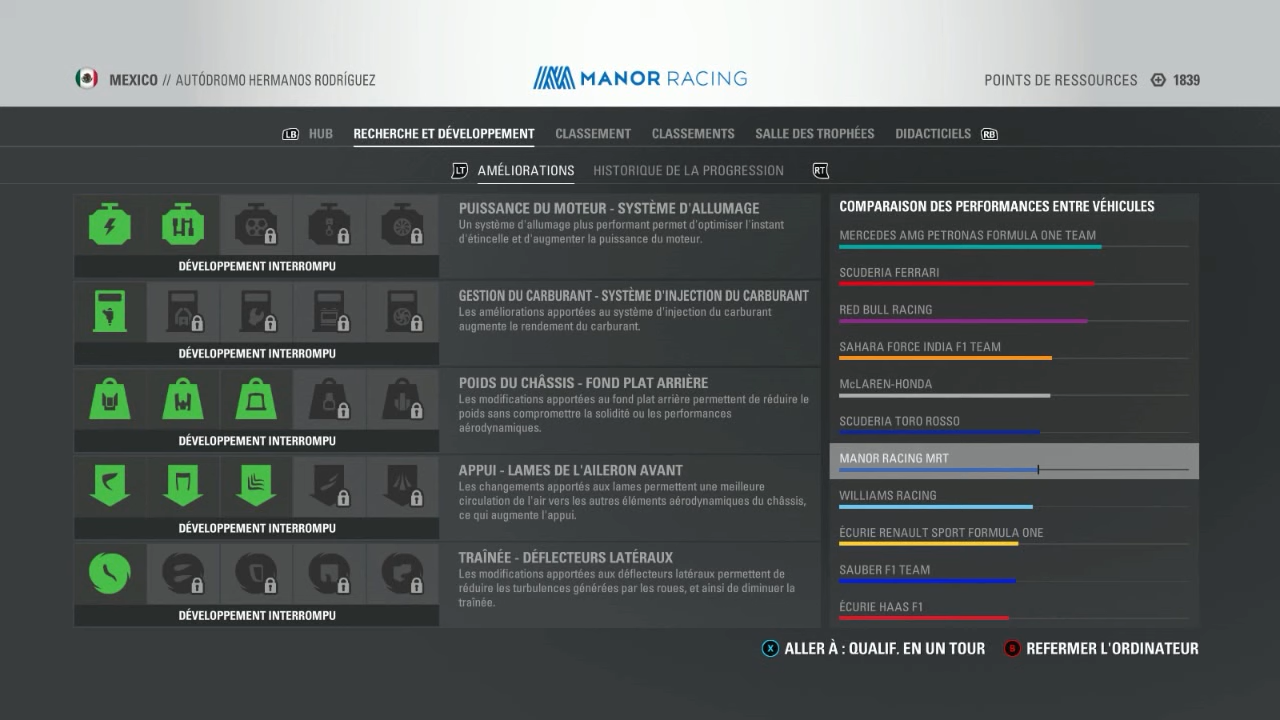 MEXICO // AUTÓDROMO HERMANOS RODRÍGUEZ
MANOR RACING
POINTS DE RESSOURCES 1839
LB HUB RECHERCHE ET DÉVELOPPEMENT CLASSEMENT CLASSEMENTS SALLE DES TROPHÉES DIDACTICIELS RB
LT AMÉLIORATIONS HISTORIQUE DE LA PROGRESSION RT
DÉVELOPPEMENT INTERROMPU
PUISSANCE DU MOTEUR - SYSTÈME D'ALLUMAGE
Un système d'allumage plus performant permet d'optimiser l'instant
d'étincelle et d'augmenter la puissance du moteur.
DÉVELOPPEMENT INTERROMPU
GESTION DU CARBURANT - SYSTÈME D'INJECTION DU CARBURANT
Les améliorations apportées au système d'injection du carburant
augmente le rendement du carburant.
DÉVELOPPEMENT INTERROMPU
POIDS DU CHÂSSIS - FOND PLAT ARRIÈRE
Les modifications apportées au fond plat arrière permettent de réduire le
poids sans compromettre la solidité ou les performances
aérodynamiques.
DÉVELOPPEMENT INTERROMPU
APPUI - LAMES DE L'AILERON AVANT
Les changements apportés aux lames permettent une meilleure
circulation de l'air vers les autres éléments aérodynamiques du châssis,
ce qui augmente l'appui.
DÉVELOPPEMENT INTERROMPU
TRAÎNÉE - DÉFLECTEURS LATÉRAUX
Les modifications apportées aux déflecteurs latéraux permettent de
réduire les turbulences générées par les roues, et ainsi de diminuer la
traînée.
COMPARAISON DES PERFORMANCES ENTRE VÉHICULES
MERCEDES AMG PETRONAS FORMULA ONE TEAM
SCUDERIA FERRARI
RED BULL RACING
SAHARA FORCE INDIA F1 TEAM
McLAREN-HONDA
SCUDERIA TORO ROSSO
MANOR RACING MRT
WILLIAMS RACING
ÉCURIE RENAULT SPORT FORMULA ONE
SAUBER F1 TEAM
ÉCURIE HAAS F1
X ALLER À : QUALIF. EN UN TOUR B REFERMER L'ORDINATEUR